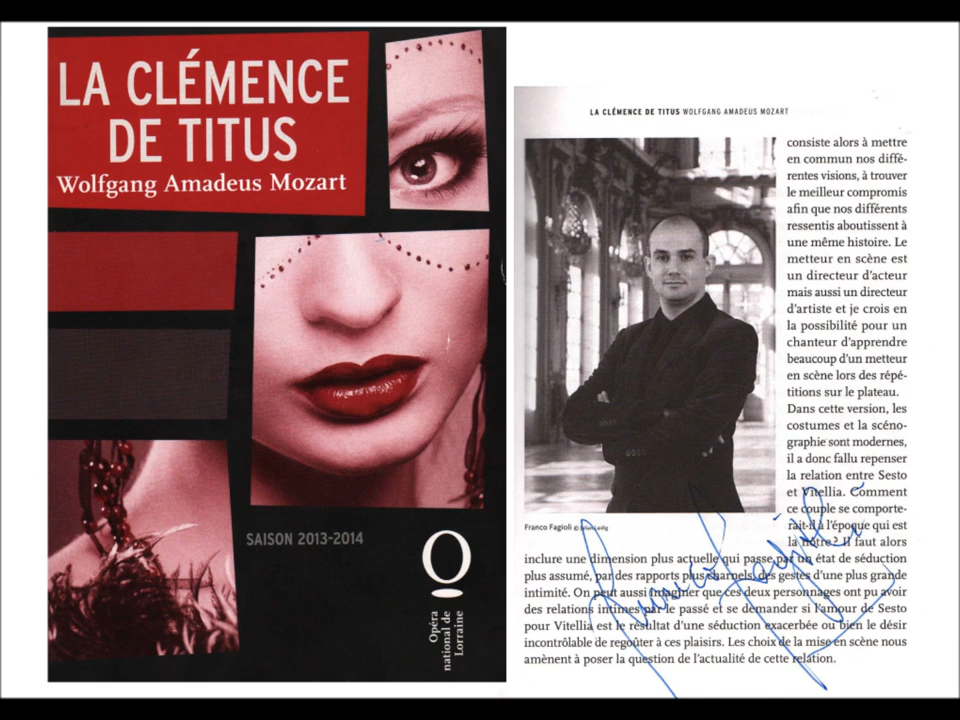 LA CLÉMENCE
DE TITUS
Wolfgang Amadeus Mozart
SAISON 2013-2014
Opéra
national de
Lorraine
LA CLÉMENCE DE TITUS WOLFGANG AMADEUS MOZART
consiste alors à mettre
en commun nos diffé-
rentes visions, à trouver
le meilleur compromis
afin que nos différents
ressentis aboutissent à
une même histoire. Le
metteur en scène est
un directeur d'acteur
mais aussi un directeur
d'artiste et je crois en
la possibilité pour un
chanteur d'apprendre
beaucoup d'un metteur
en scène lors des répé-
titions sur le plateau.
Dans cette version, les
costumes et la scéno-
graphie sont modernes,
il a donc fallu repenser
la relation entre Sesto
et Vitellia. Comment
ce couple se comporte-
rait-il à l'époque qui est
la nôtre ? Il faut alors
Franco Fagioli ©
inclure une dimension plus actuelle qui passe par un état de séduction
plus assumé, par des rapports plus charnels, des gestes d'une plus grande
intimité. On peut aussi imaginer que ces deux personnages ont pu avoir
des relations intimes par le passé et se demander si l'amour de Sesto
pour Vitellia est le résultat d'une séduction exacerbée ou bien le désir
incontrôlable de regoûter à ces plaisirs. Les choix de la mise en scène nous
amènent à poser la question de l'actualité de cette relation.